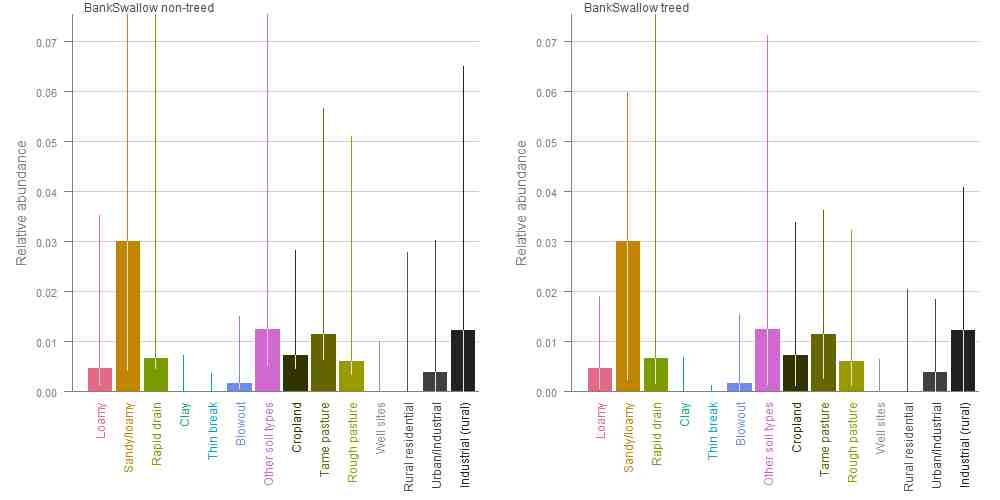 BankSwallow non-treed
Relative abundance
0.07
0.06
0.05
0.04
0.03
0.02
0.01
0.00
Loamy
Sandy/loamy
Rapid drain
Clay
Thin break
Blowout
Other soil types
Cropland
Tame pasture
Rough pasture
Well sites
Rural residential
Urban/Industrial
Industrial (rural)
BankSwallow treed
Relative abundance
0.07
0.06
0.05
0.04
0.03
0.02
0.01
0.00
Loamy
Sandy/loamy
Rapid drain
Clay
Thin break
Blowout
Other soil types
Cropland
Tame pasture
Rough pasture
Well sites
Rural residential
Urban/Industrial
Industrial (rural)